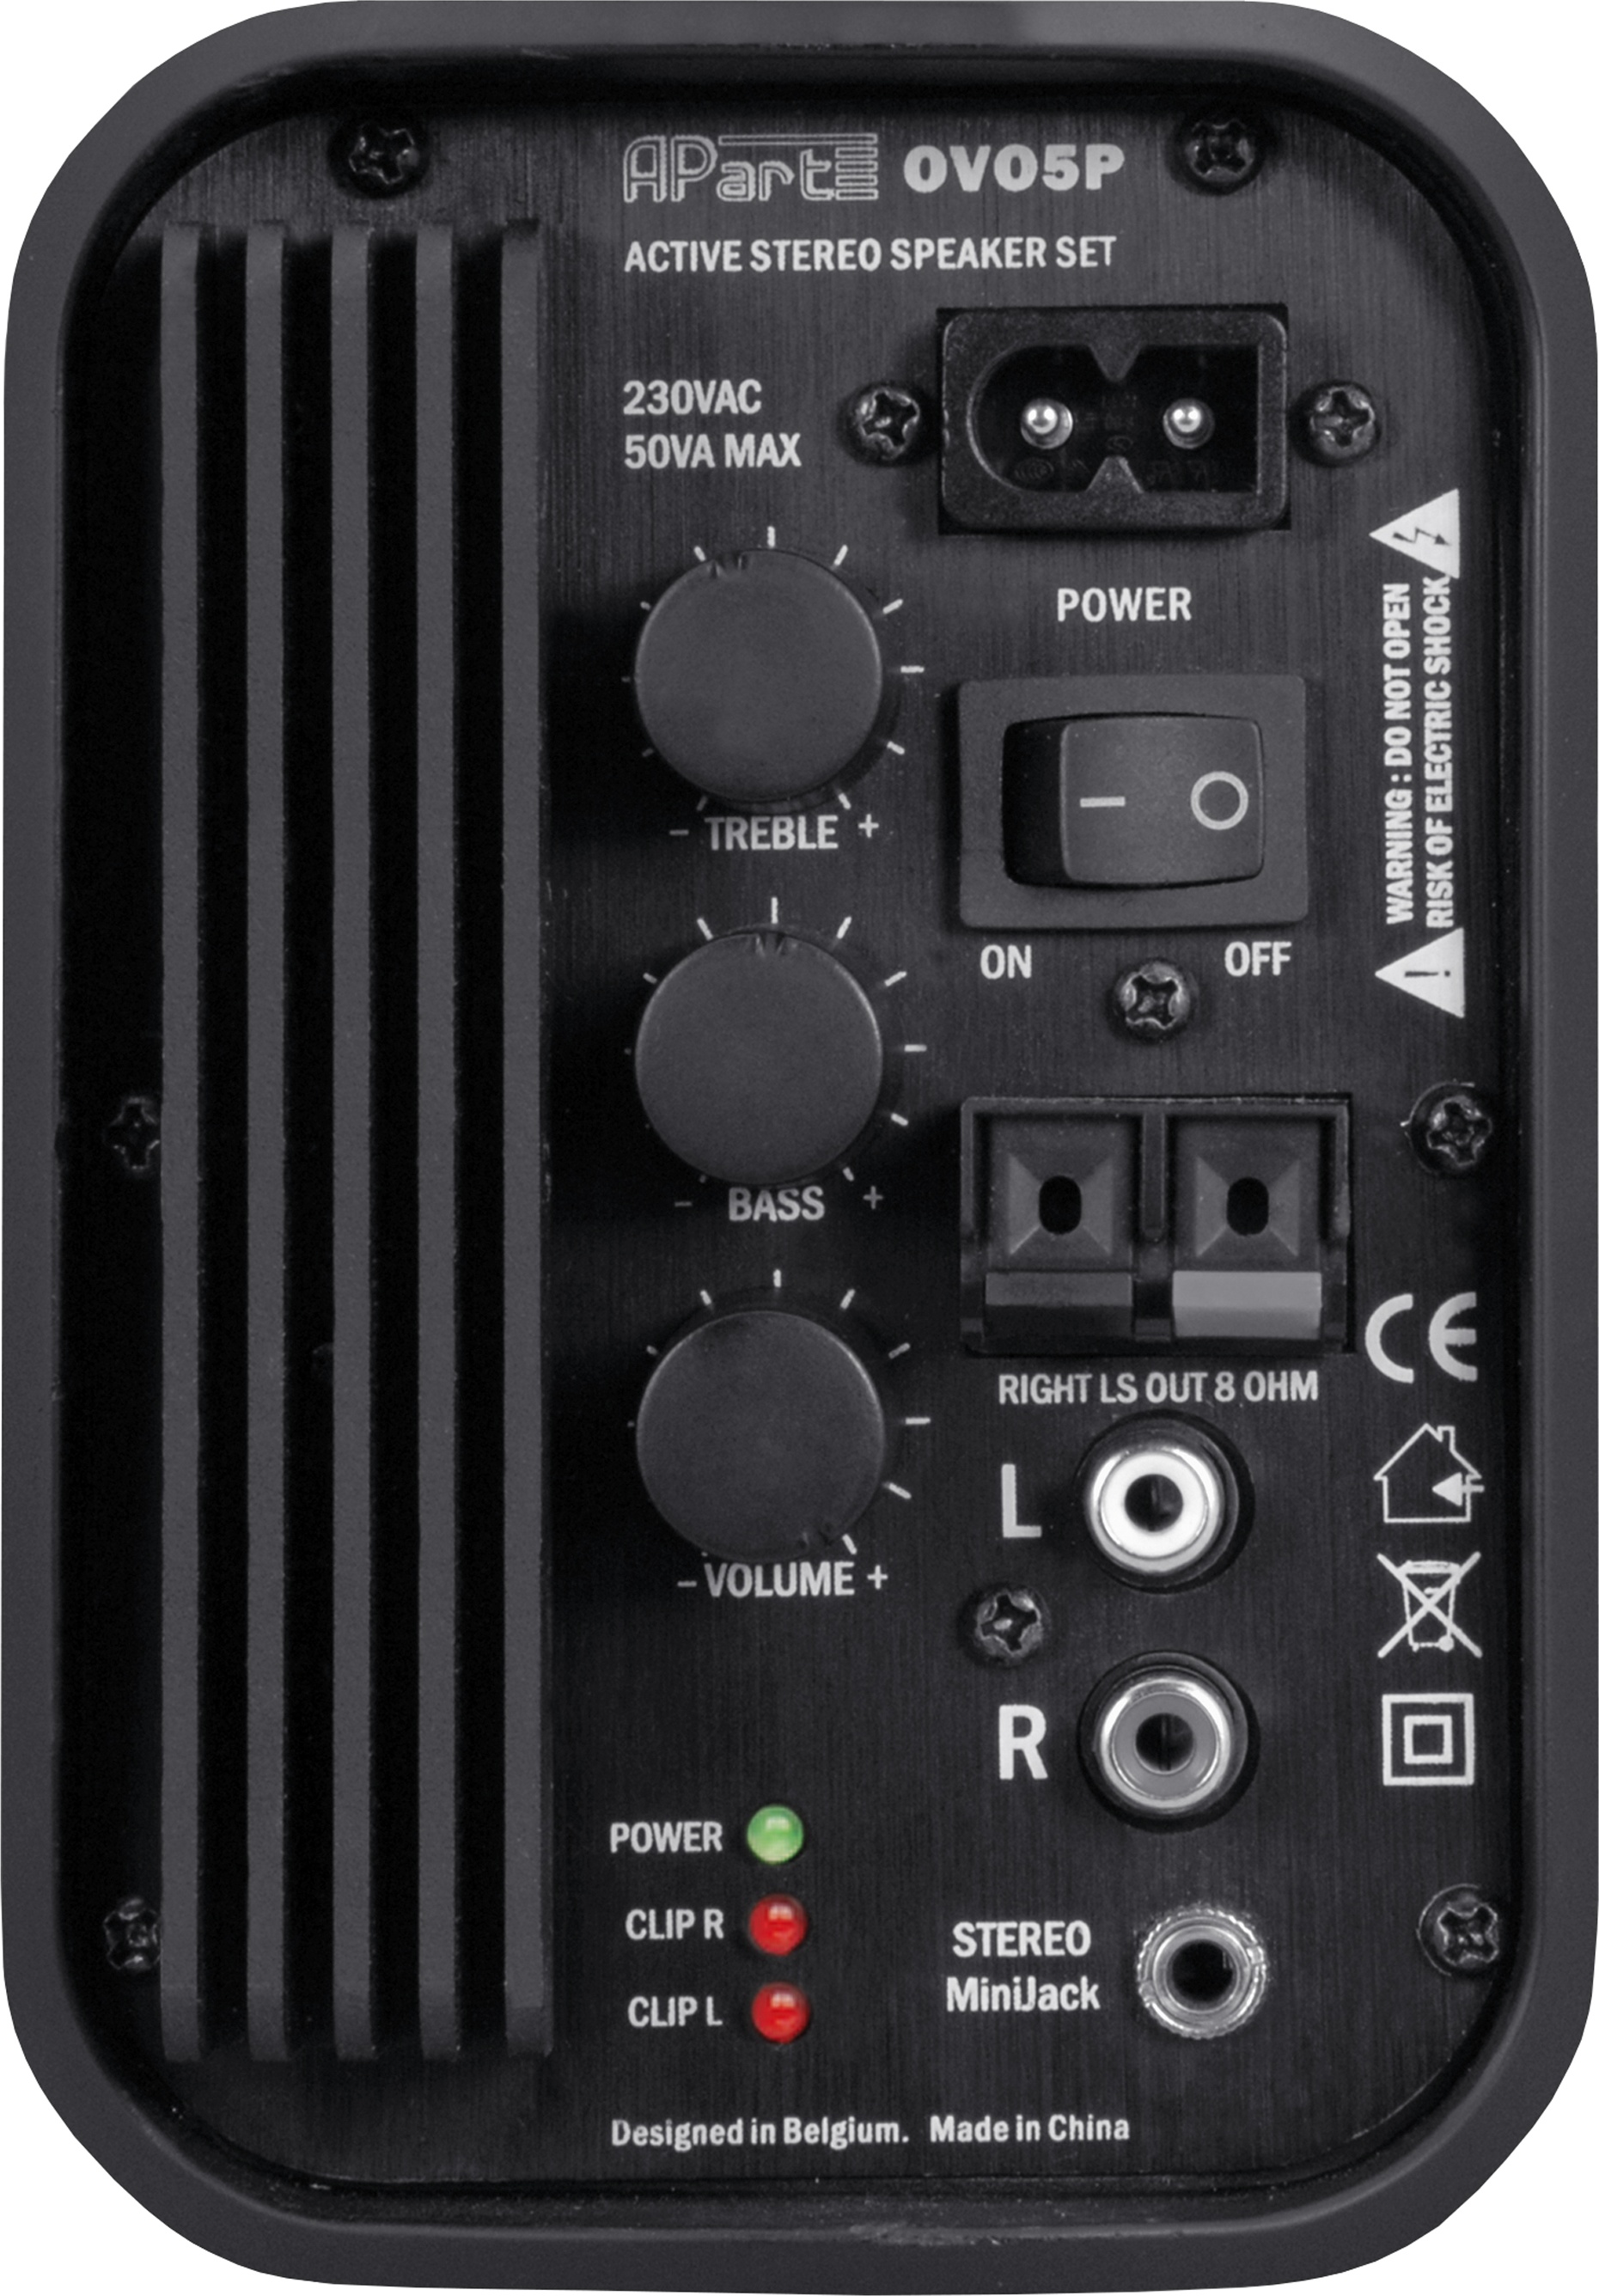 APart OVO5P
ACTIVE STEREO SPEAKER SET
230VAC
50VA MAX
POWER
WARNING : DO NOT OPEN
RISK OF ELECTRIC SHOCK
- TREBLE +
ON OFF
- BASS +
RIGHT LS OUT 8 OHM
CE
L
- VOLUME +
R
POWER
CLIP R
CLIP L
STEREO
MiniJack
Designed in Belgium. Made in China